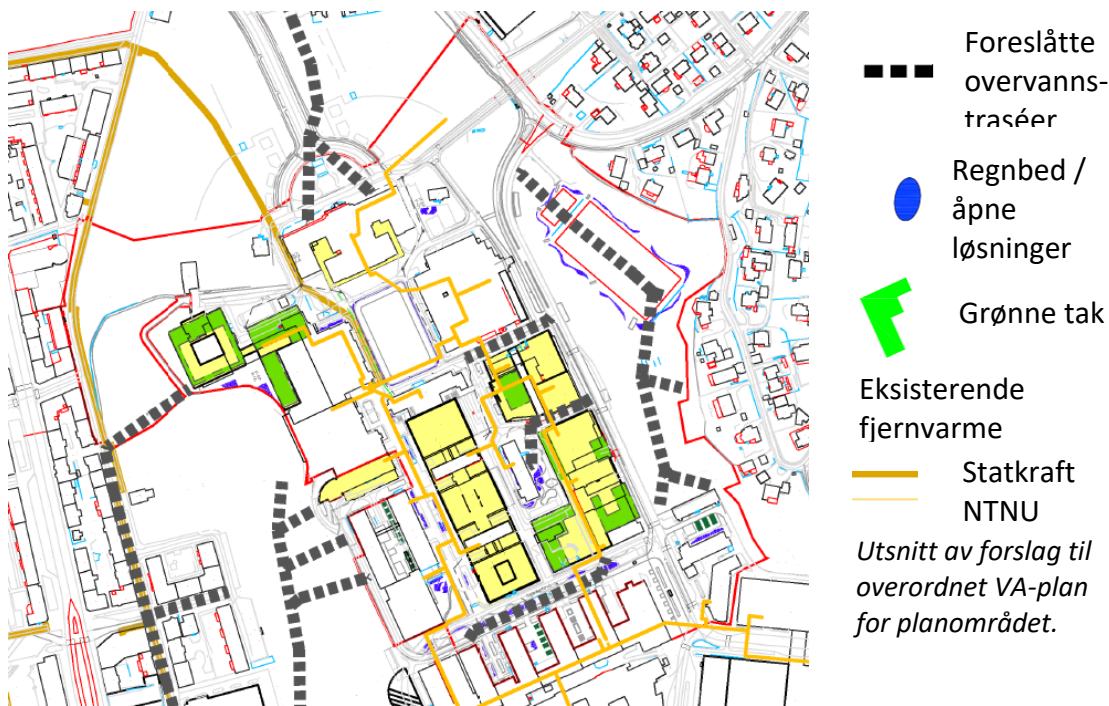 Foreslåtte
overvanns-
traséer
Regnbed /
åpne
løsninger
Grønne tak
Eksisterende
fjernvarme
Statkraft
NTNU
Utsnitt av forslag til
overordnet VA-plan
for planområdet.